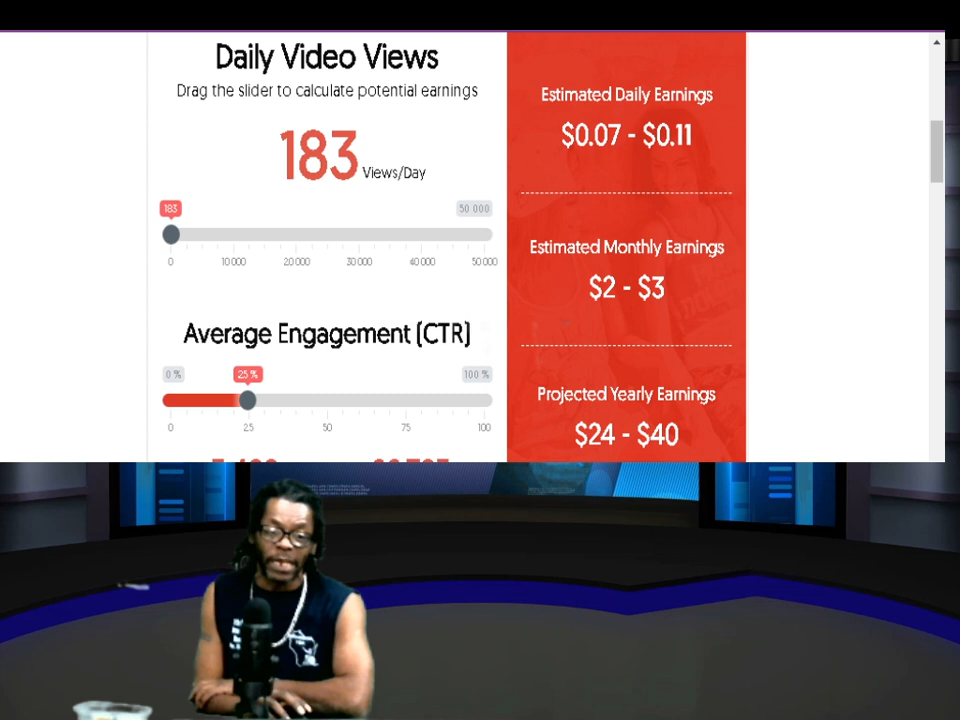 Daily Video Views
Drag the slider to calculate potential earnings
183 Views/Day
183
50 000
0 10 000 20 000 30 000 40 000 50 000
Average Engagement (CTR)
0 %
25 %
100 %
0 25 50 75 100
Estimated Daily Earnings
$0.07 - $0.11
Estimated Monthly Earnings
$2 - $3
Projected Yearly Earnings
$24 - $40